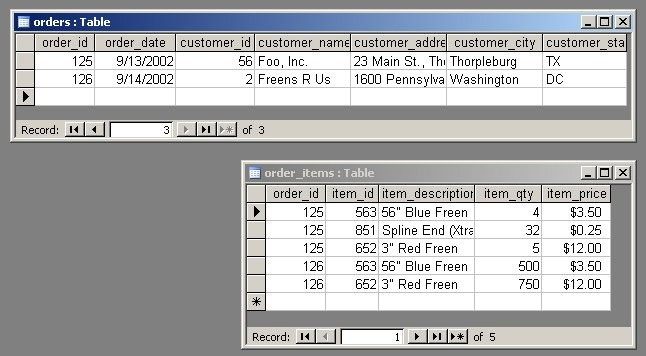 orders : Table
order_id order_date customer_id customer_name customer_addre customer_city customer_sta
125 9/13/2002 56 Foo, Inc. 23 Main St., Tho Thorpleburg TX
126 9/14/2002 2 Freens R Us 1600 Pennsylva Washington DC
Record: 3 of 3
order_items : Table
order_id item_id item_description item_qty item_price
125 563 56" Blue Freen 4 $3.50
125 851 Spline End (Xtra 32 $0.25
125 652 3" Red Freen 5 $12.00
126 563 56" Blue Freen 500 $3.50
126 652 3" Red Freen 750 $12.00
Record: 1 of 5